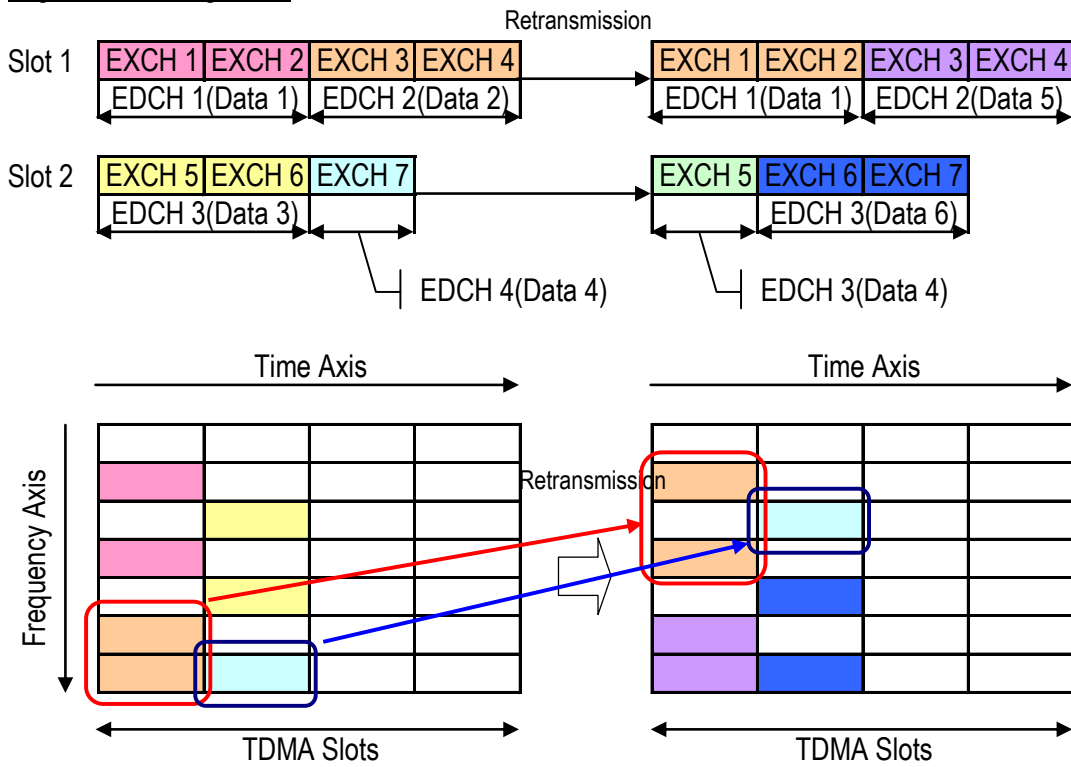 Retransmission
Slot 1 EXCH 1 EXCH 2 EXCH 3 EXCH 4 EXCH 1 EXCH 2 EXCH 3 EXCH 4
EDCH 1(Data 1) EDCH 2(Data 2) EDCH 1(Data 1) EDCH 2(Data 5)
Slot 2 EXCH 5 EXCH 6 EXCH 7 EXCH 5 EXCH 6 EXCH 7
EDCH 3(Data 3) EDCH 3(Data 6)
EDCH 4(Data 4) EDCH 3(Data 4)
Time Axis Time Axis
Frequency Axis
Retransmission
TDMA Slots TDMA Slots